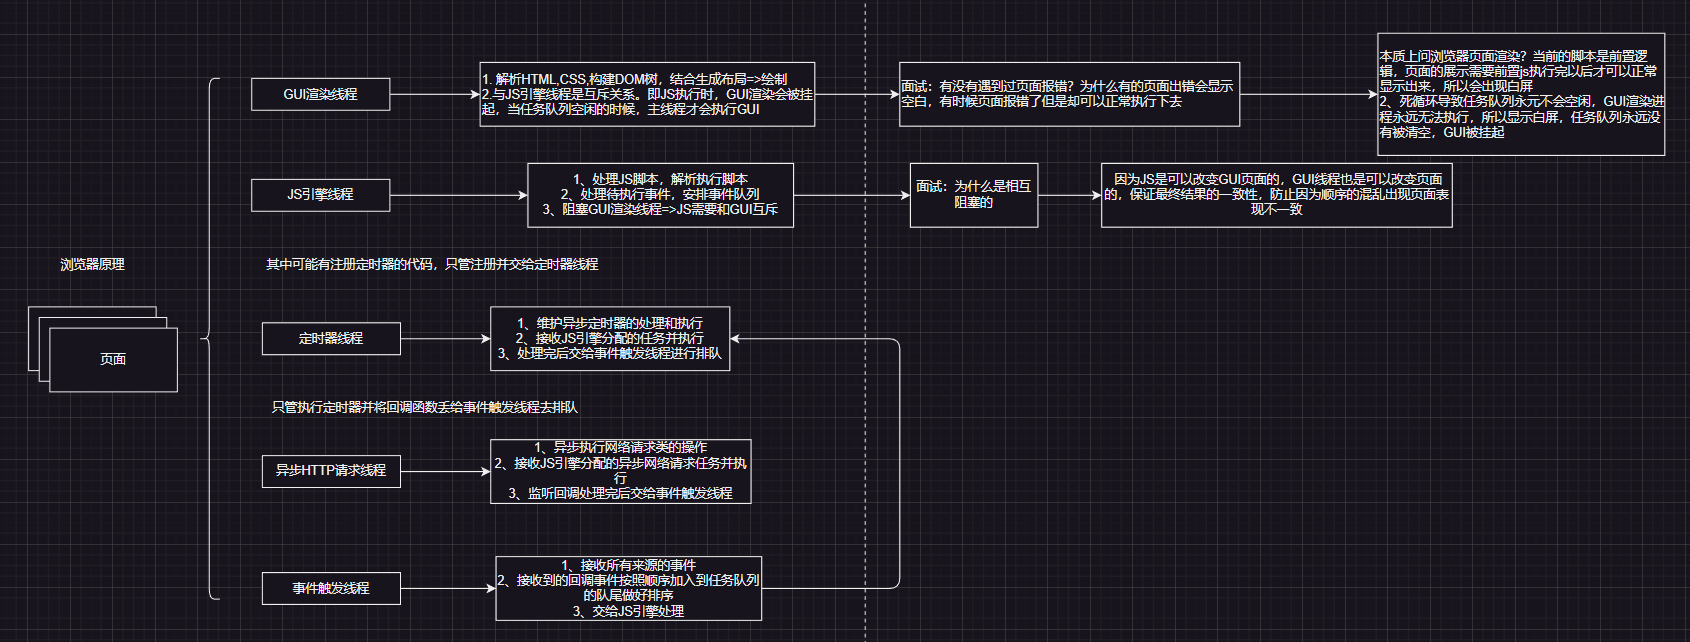 浏览器原理
页面
GUI渲染线程
1. 解析HTML,CSS,构建DOM树，结合生成布局=>绘制
2.与JS引擎线程是互斥关系。即JS执行时，GUI渲染会被挂
起，当任务队列空闲的时候，主线程才会执行GUI
面试：有没有遇到过页面报错？为什么有的页面出错会显示
空白，有时候页面报错了但是却可以正常执行下去
本质上问浏览器页面渲染？当前的脚本是前置逻
辑，页面的展示需要前置js执行完以后才可以正常
显示出来，所以会出现白屏
2、死循环导致任务队列永元不会空闲，GUI渲染进
程永远无法执行，所以显示白屏，任务队列永远没
有被清空，GUI被挂起
JS引擎线程
1、处理JS脚本，解析执行脚本
2、处理待执行事件，安排事件队列
3、阻塞GUI渲染线程=>JS需要和GUI互斥
面试：为什么是相互
阻塞的
因为JS是可以改变GUI页面的，GUI线程也是可以改变页面
的，保证最终结果的一致性，防止因为顺序的混乱出现页面表
现不一致
其中可能有注册定时器的代码，只管注册并交给定时器线程
定时器线程
1、维护异步定时器的处理和执行
2、接收JS引擎分配的任务并执行
3、处理完后交给事件触发线程进行排队
只管执行定时器并将回调函数丢给事件触发线程去排队
异步HTTP请求线程
1、异步执行网络请求类的操作
2、接收JS引擎分配的异步网络请求任务并执
行
3、监听回调处理完后交给事件触发线程
事件触发线程
1、接收所有来源的事件
2、接收到的回调事件按照顺序加入到任务队列
的队尾做好排序
3、交给JS引擎处理